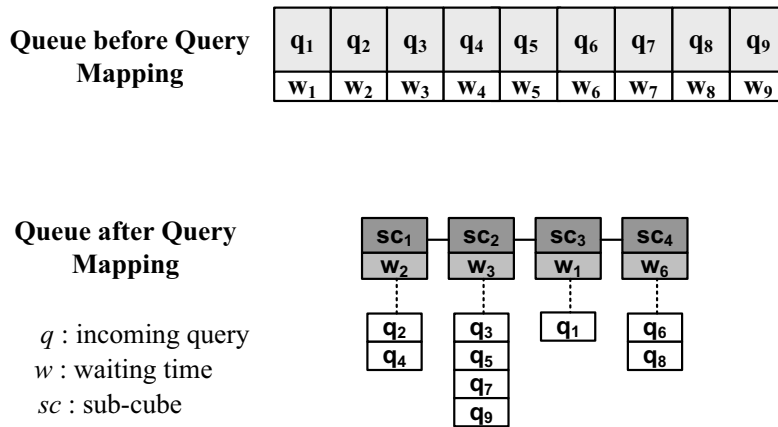 Queue before Query Mapping
q₁ q₂ q₃ q₄ q₅ q₆ q₇ q₈ q₉
w₁ w₂ w₃ w₄ w₅ w₆ w₇ w₈ w₉
Queue after Query Mapping
sc₁ sc₂ sc₃ sc₄
w₂ w₃ w₁ w₆
q₂ q₃ q₁ q₆
q₄ q₅ q₈
q₇
q₉
q : incoming query
w : waiting time
sc : sub-cube